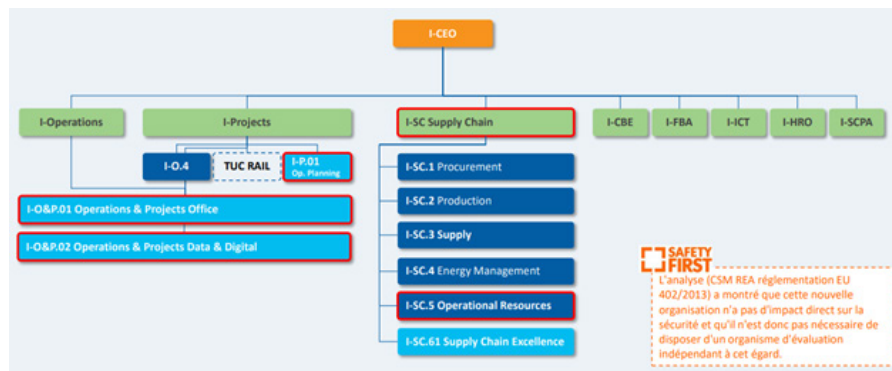 I-CEO
I-Operations
I-Projects
I-SC Supply Chain
I-CBE
I-FBA
I-ICT
I-HRO
I-SCPA
I-O.4
TUC RAIL
I-P.01
Op. Planning
I-O&P.01 Operations & Projects Office
I-O&P.02 Operations & Projects Data & Digital
I-SC.1 Procurement
I-SC.2 Production
I-SC.3 Supply
I-SC.4 Energy Management
I-SC.5 Operational Resources
I-SC.61 Supply Chain Excellence
SAFETY
FIRST
L'analyse (CSM REA réglementation EU
402/2013) a montré que cette nouvelle
organisation n'a pas d'impact direct sur la
sécurité et qu'il n'est donc pas nécessaire de
disposer d'un organisme d'évaluation
indépendant à cet égard.